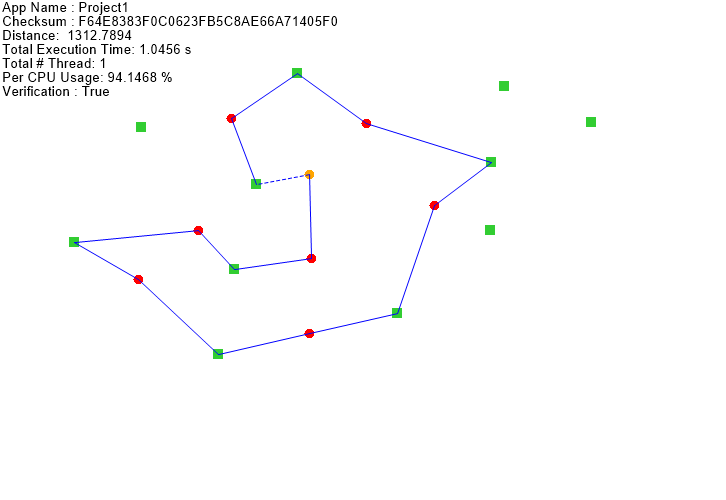 App Name : Project1
Checksum : F64E8383F0C0623FB5C8AE66A71405F0
Distance:  1312.7894
Total Execution Time: 1.0456 s
Total # Thread: 1
Per CPU Usage: 94.1468 %
Verification : True